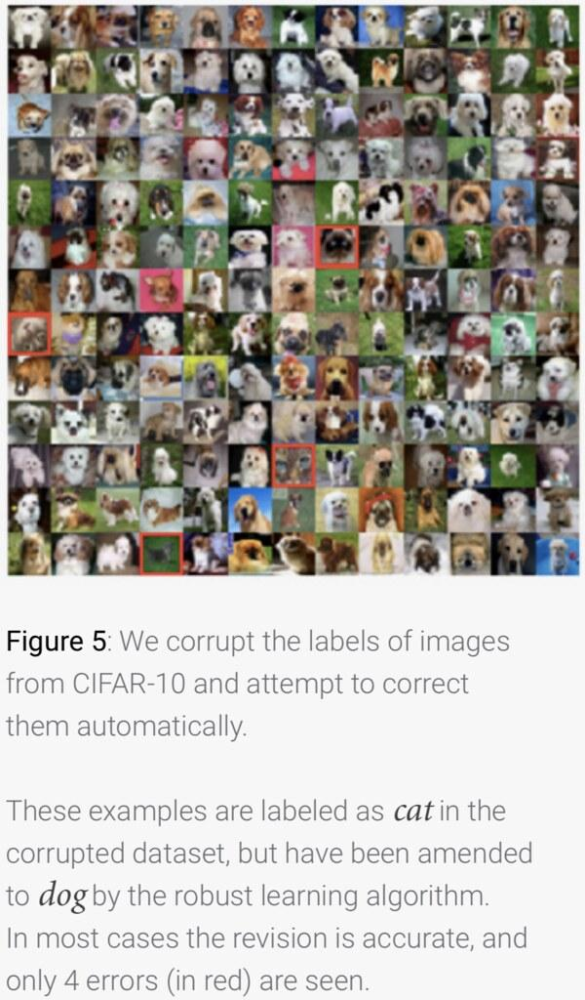 Figure 5: We corrupt the labels of images
from CIFAR-10 and attempt to correct
them automatically.
These examples are labeled as cat in the
corrupted dataset, but have been amended
to dog by the robust learning algorithm.
In most cases the revision is accurate, and
only 4 errors (in red) are seen.